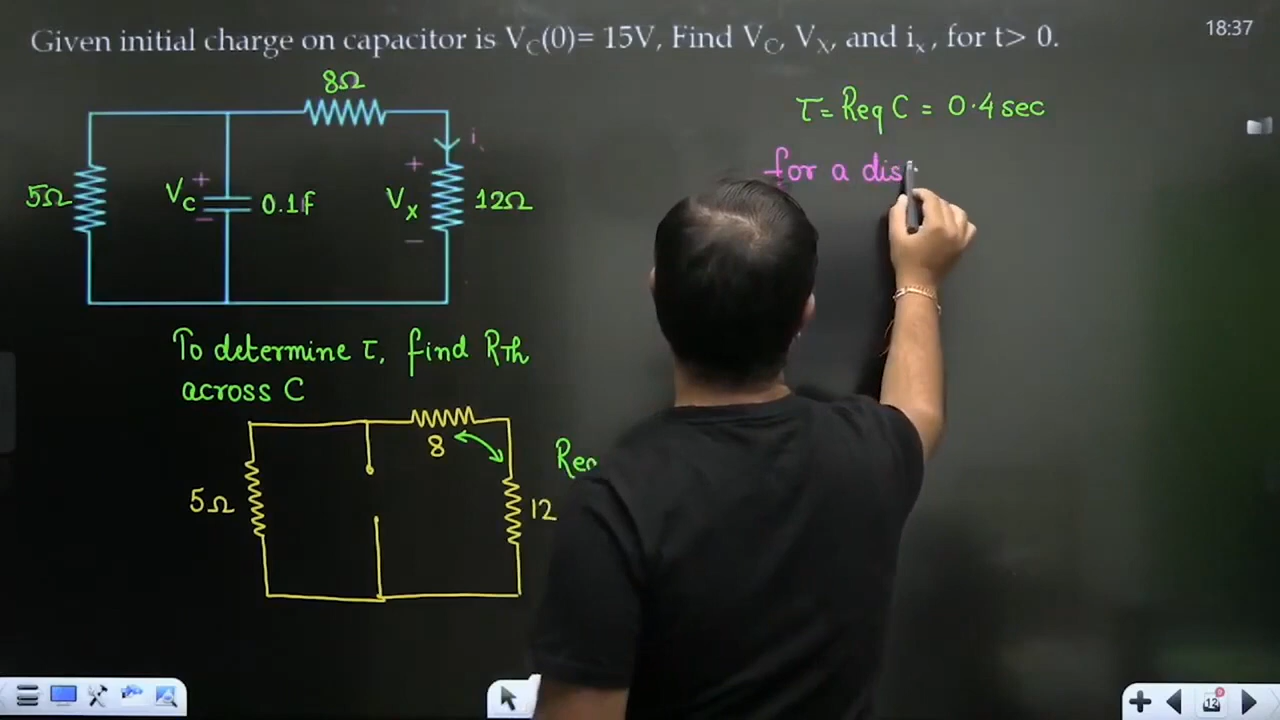 Given initial charge on capacitor is V_C(0)= 15V, Find V_C, V_X, and i_x, for t> 0.
18:37
8Ω
τ = Req C = 0.4 sec
i
+
+
for a dis
5Ω
V_C
0.1f
V_X
12Ω
−
−
To determine τ, find R_Th
across C
8
5Ω
12
12